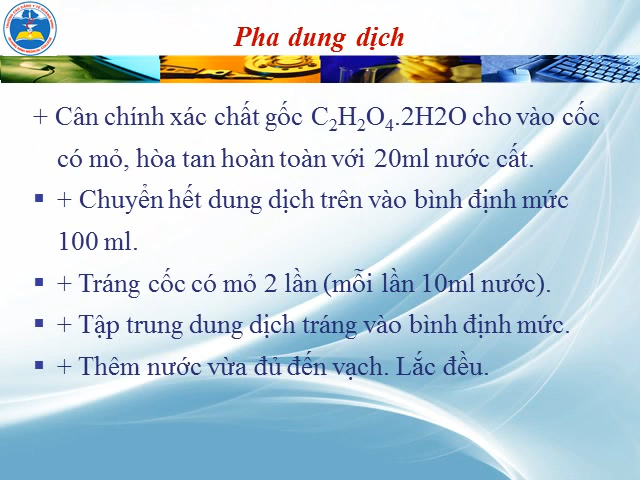 Pha dung dịch
+ Cân chính xác chất gốc C₂H₂O₄.2H2O cho vào cốc
có mỏ, hòa tan hoàn toàn với 20ml nước cất.
▪ + Chuyển hết dung dịch trên vào bình định mức
100 ml.
▪ + Tráng cốc có mỏ 2 lần (mỗi lần 10ml nước).
▪ + Tập trung dung dịch tráng vào bình định mức.
▪ + Thêm nước vừa đủ đến vạch. Lắc đều.